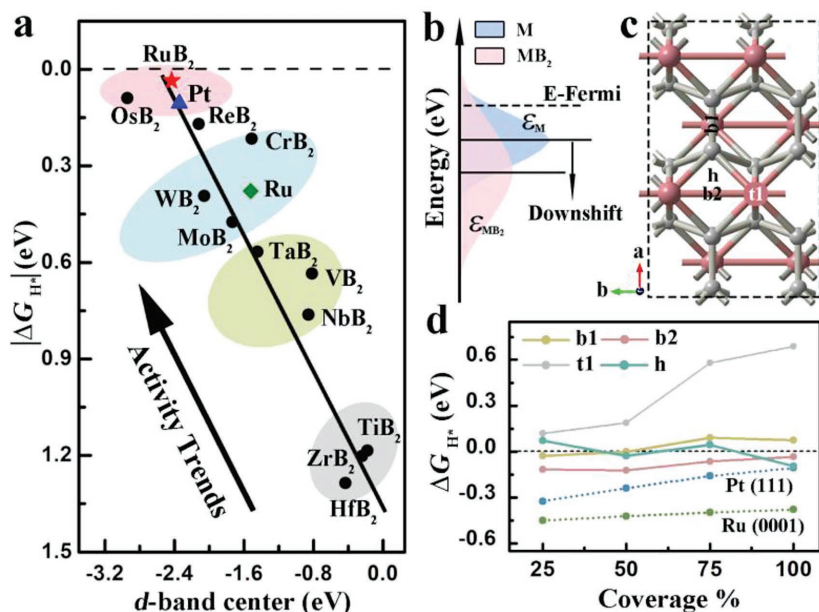 a
|ΔG H*| (eV)
0.0
0.3
0.6
0.9
1.2
1.5
RuB2
Pt
OsB2
ReB2
CrB2
WB2
Ru
MoB2
TaB2
VB2
NbB2
TiB2
ZrB2
HfB2
Activity Trends
-3.2 -2.4 -1.6 -0.8 0.0
d-band center (eV)
b
M
MB2
Energy (eV)
E-Fermi
εM
εMB2
Downshift
c
b1
h
b2
t1
a
b
d
b1 b2
t1 h
ΔG H* (eV)
0.6
0.3
0.0
-0.3
-0.6
Pt (111)
Ru (0001)
25 50 75 100
Coverage %